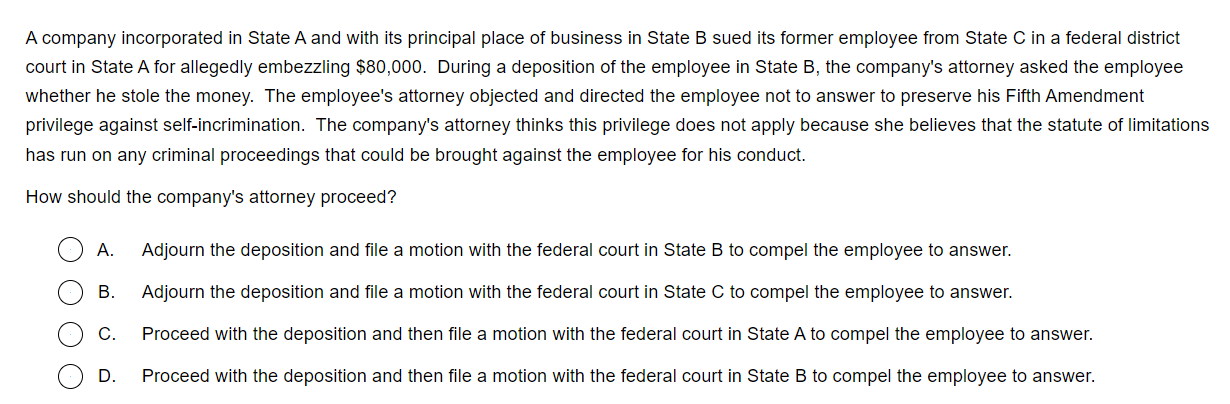 A company incorporated in State A and with its principal place of business in State B sued its former employee from State C in a federal district
court in State A for allegedly embezzling $80,000.  During a deposition of the employee in State B, the company's attorney asked the employee
whether he stole the money.  The employee's attorney objected and directed the employee not to answer to preserve his Fifth Amendment
privilege against self-incrimination.  The company's attorney thinks this privilege does not apply because she believes that the statute of limitations
has run on any criminal proceedings that could be brought against the employee for his conduct.
How should the company's attorney proceed?
A. Adjourn the deposition and file a motion with the federal court in State B to compel the employee to answer.
B. Adjourn the deposition and file a motion with the federal court in State C to compel the employee to answer.
C. Proceed with the deposition and then file a motion with the federal court in State A to compel the employee to answer.
D. Proceed with the deposition and then file a motion with the federal court in State B to compel the employee to answer.